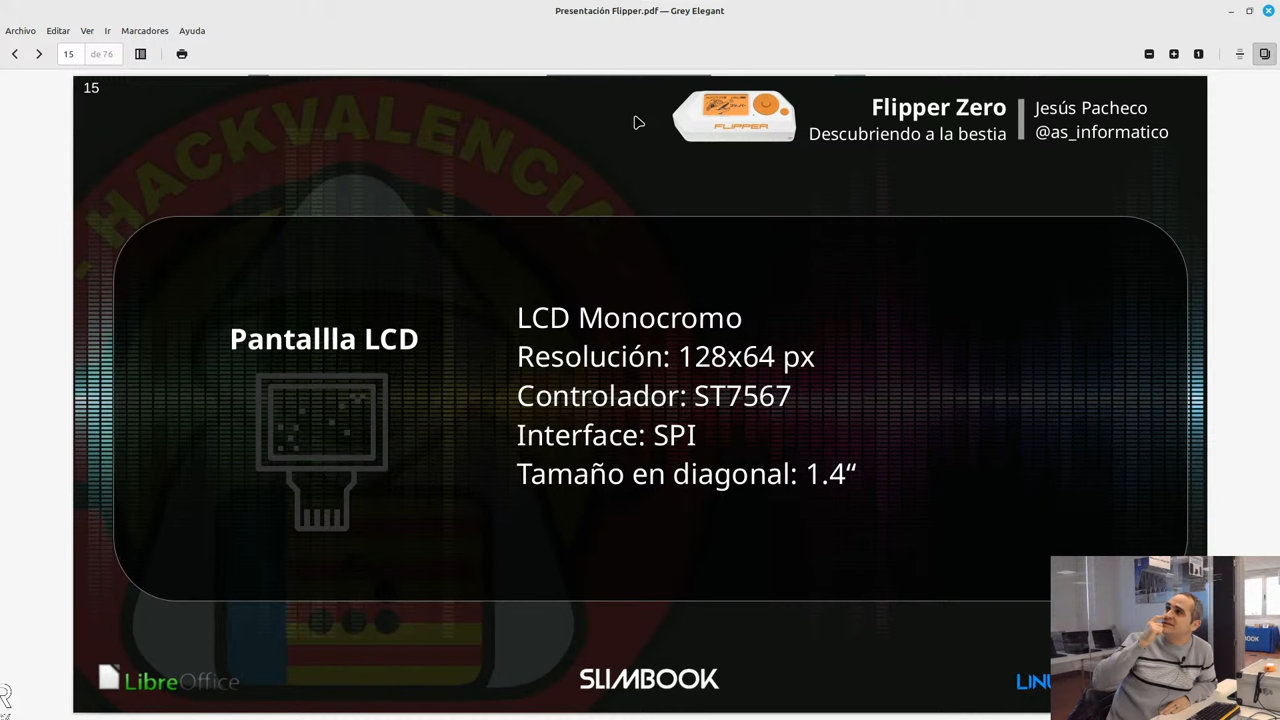 Presentación Flipper.pdf — Grey Elegant
Archivo Editar Ver Ir Marcadores Ayuda
15 de 76
15
HACKVALENCIA
FLIPPER
Flipper Zero
Descubriendo a la bestia
Jesús Pacheco
@as_informatico
Pantallla LCD
LCD Monocromo
Resolución: 128x64 px
Controlador: ST7567
Interface: SPI
Tamaño en diagonal: 1.4“
LibreOffice
SLIMBOOK